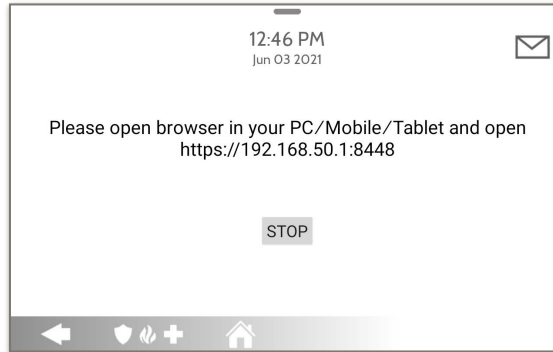 12:46 PM
Jun 03 2021
Please open browser in your PC/Mobile/Tablet and open
https://192.168.50.1:8448
STOP